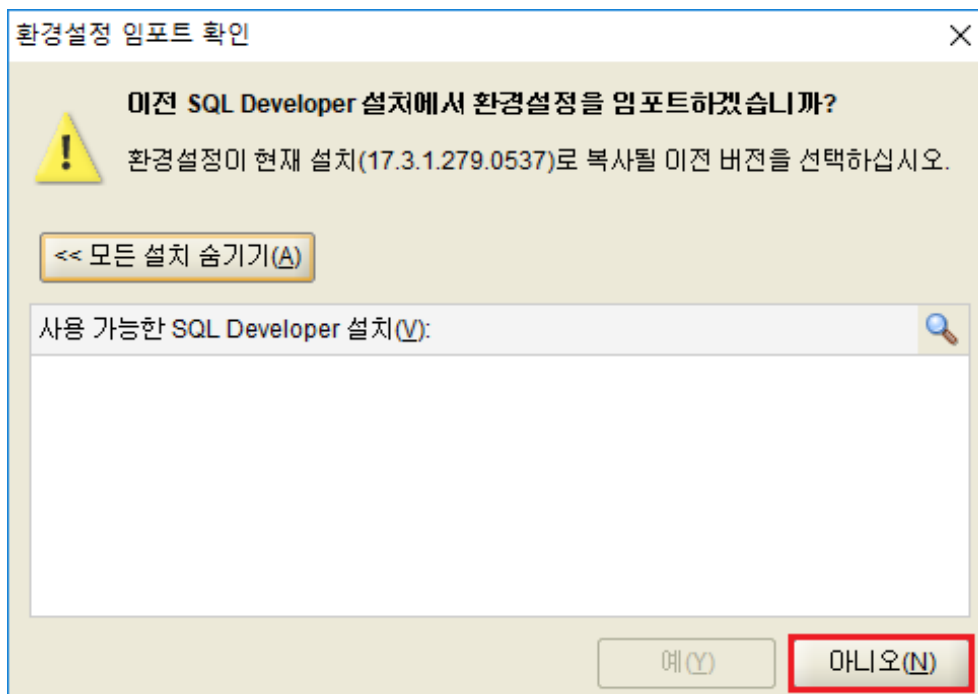 환경설정 임포트 확인
이전 SQL Developer 설치에서 환경설정을 임포트하겠습니까?
환경설정이 현재 설치(17.3.1.279.0537)로 복사될 이전 버전을 선택하십시오.
<< 모든 설치 숨기기(A)
사용 가능한 SQL Developer 설치(V):
예(Y)
아니오(N)